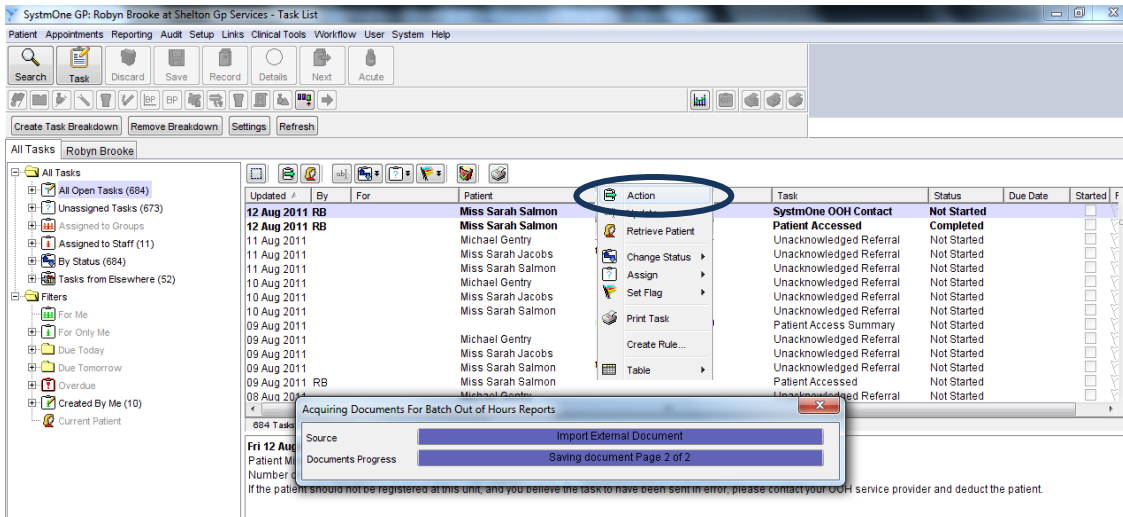 SystmOne GP: Robyn Brooke at Shelton Gp Services - Task List
Patient Appointments Reporting Audit Setup Links Clinical Tools Workflow User System Help
Search Task Discard Save Record Details Next Acute
BP BP
Create Task Breakdown Remove Breakdown Settings Refresh
All Tasks Robyn Brooke
All Tasks
All Open Tasks (684)
Unassigned Tasks (673)
Assigned to Groups
Assigned to Staff (11)
By Status (684)
Tasks from Elsewhere (52)
Filters
For Me
For Only Me
Due Today
Due Tomorrow
Overdue
Created By Me (10)
Current Patient
Updated By For Patient Task Status Due Date Started F
12 Aug 2011 RB Miss Sarah Salmon SystmOne OOH Contact Not Started
12 Aug 2011 RB Miss Sarah Salmon Patient Accessed Completed
11 Aug 2011 Michael Gentry Unacknowledged Referral Not Started
11 Aug 2011 Miss Sarah Jacobs Unacknowledged Referral Not Started
11 Aug 2011 Miss Sarah Salmon Unacknowledged Referral Not Started
10 Aug 2011 Michael Gentry Unacknowledged Referral Not Started
10 Aug 2011 Miss Sarah Jacobs Unacknowledged Referral Not Started
10 Aug 2011 Miss Sarah Salmon Unacknowledged Referral Not Started
09 Aug 2011 Patient Access Summary Not Started
09 Aug 2011 Michael Gentry Unacknowledged Referral Not Started
09 Aug 2011 Miss Sarah Jacobs Unacknowledged Referral Not Started
09 Aug 2011 Miss Sarah Salmon Unacknowledged Referral Not Started
09 Aug 2011 RB Miss Sarah Salmon Patient Accessed Not Started
08 Aug 2011 Michael Gentry Unacknowledged Referral Not Started
Action
Update
Retrieve Patient
Change Status
Assign
Set Flag
Print Task
Create Rule...
Table
684 Tasks
Acquiring Documents For Batch Out of Hours Reports
Source Import External Document
Documents Progress Saving document Page 2 of 2
Fri 12 Aug
Patient Mi
Number o
If the patient should not be registered at this unit, and you believe the task to have been sent in error, please contact your OOH service provider and deduct the patient.